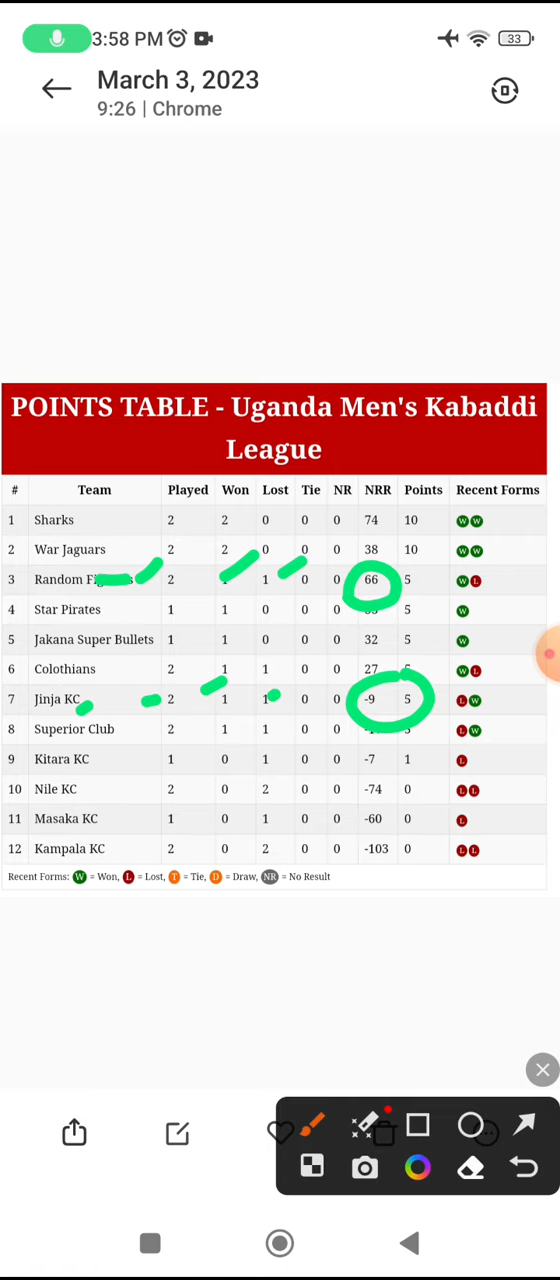 3:58 PM 33
March 3, 2023
9:26 | Chrome
POINTS TABLE - Uganda Men's Kabaddi
League
# Team Played Won Lost Tie NR NRR Points Recent Forms
1 Sharks 2 2 0 0 0 74 10 W W
2 War Jaguars 2 2 0 0 0 38 10 W W
3 Random 2 1 0 0 66 5 W L
4 Star Pirates 1 1 0 0 0 5 W
5 Jakana Super Bullets 1 1 0 0 0 32 5 W
6 Colothians 2 1 1 0 0 27 W L
7 Jinja KC 2 1 1 0 0 -9 5 L W
8 Superior Club 2 1 1 0 0 L W
9 Kitara KC 1 0 1 0 0 -7 1 L
10 Nile KC 2 0 2 0 0 -74 0 L L
11 Masaka KC 1 0 1 0 0 -60 0 L
12 Kampala KC 2 0 2 0 0 -103 0 L L
Recent Forms: W = Won, L = Lost, T = Tie, D = Draw, NR = No Result